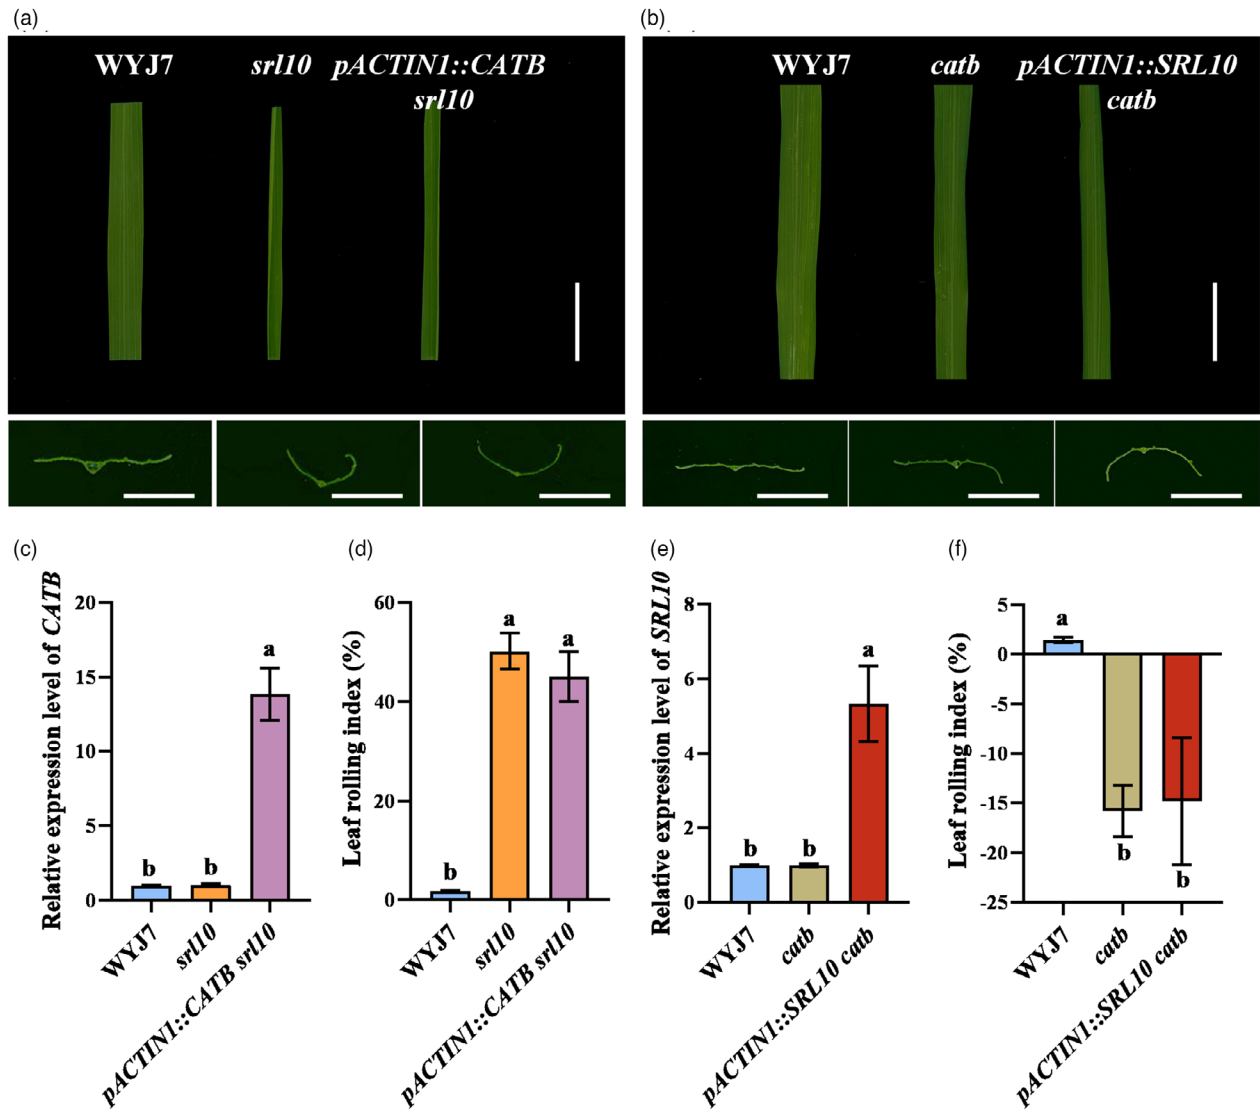 (a)
WYJ7 srl10 pACTIN1::CATB
srl10
(b)
WYJ7 catb pACTIN1::SRL10
catb
(c)
Relative expression level of CATB
20
15
10
5
0
b
b
a
WYJ7
srl10
pACTIN1::CATB srl10
(d)
Leaf rolling index (%)
60
40
20
0
b
a
a
WYJ7
srl10
pACTIN1::CATB srl10
(e)
Relative expression level of SRL10
8
6
4
2
0
b
b
a
WYJ7
catb
pACTIN1::SRL10 catb
(f)
Leaf rolling index (%)
5
0
-5
-10
-15
-20
-25
a
b
b
WYJ7
catb
pACTIN1::SRL10 catb